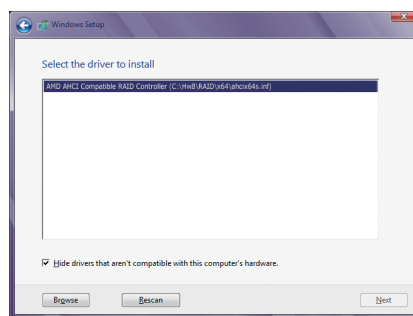 Windows Setup
Select the driver to install
AMD AHCI Compatible RAID Controller (C:\Hw8\RAID\x64\ahcix64s.inf)
Hide drivers that aren't compatible with this computer's hardware.
Browse
Rescan
Next